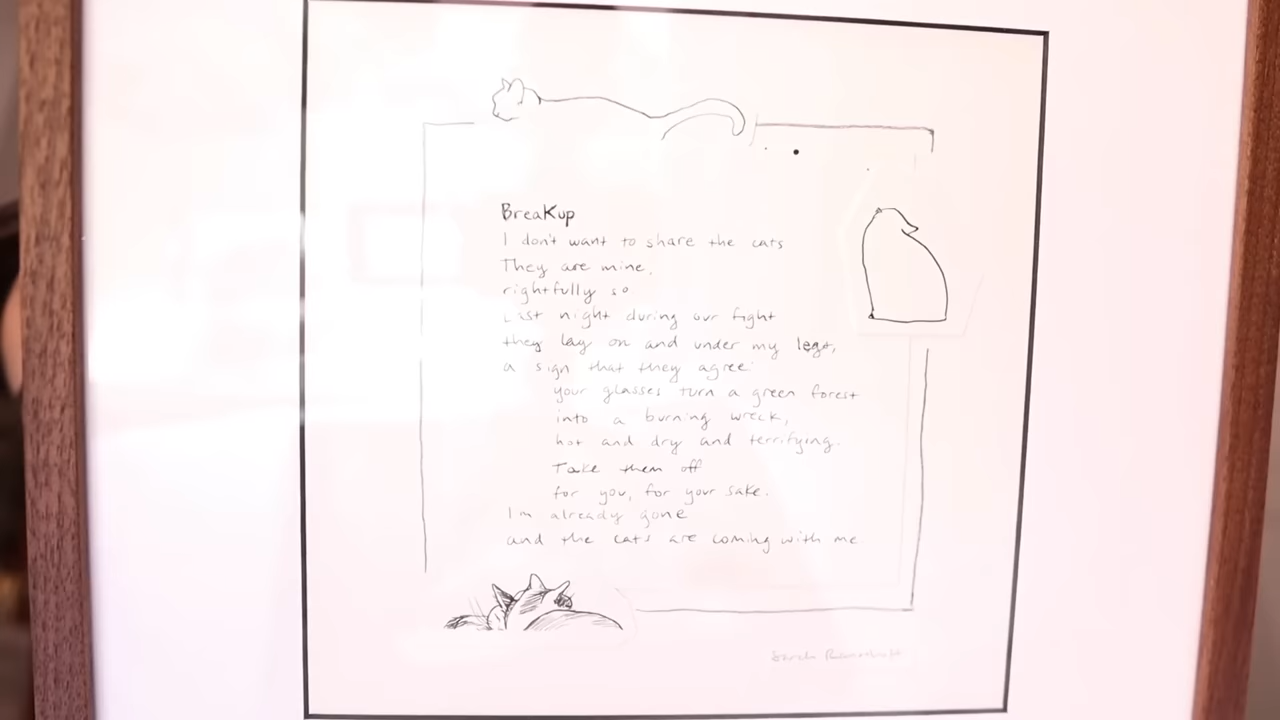 BreaKup
I don't want to share the cats
They are mine,
rightfully so
Last night during our fight
they lay on and under my legs,
a sign that they agree:
your glasses turn a green forest
into a burning wreck,
hot and dry and terrifying.
Take them off
for you, for your sake.
I'm already gone
and the cats are coming with me
Sarah